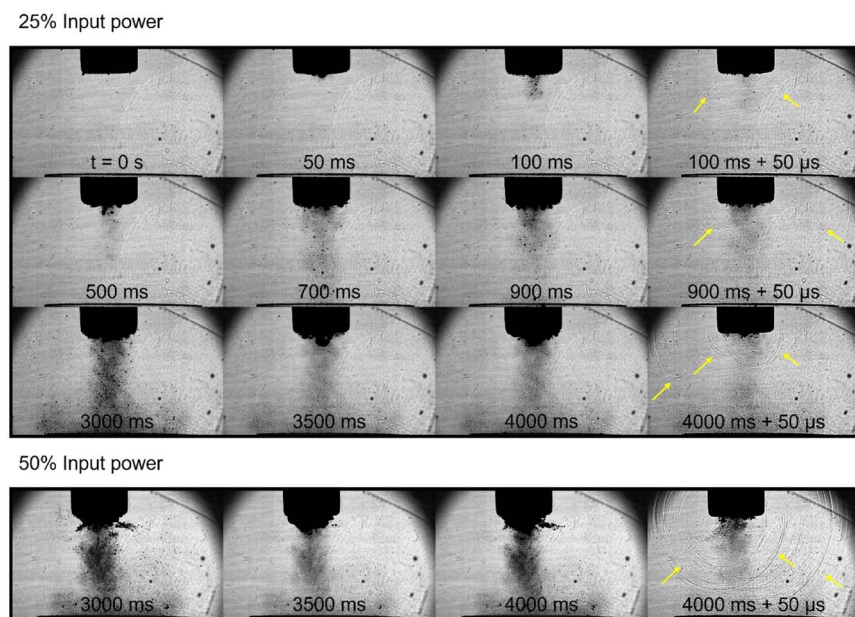 25% Input power
t = 0 s
50 ms
100 ms
100 ms + 50 µs
500 ms
700 ms
900 ms
900 ms + 50 µs
3000 ms
3500 ms
4000 ms
4000 ms + 50 µs
50% Input power
3000 ms
3500 ms
4000 ms
4000 ms + 50 µs